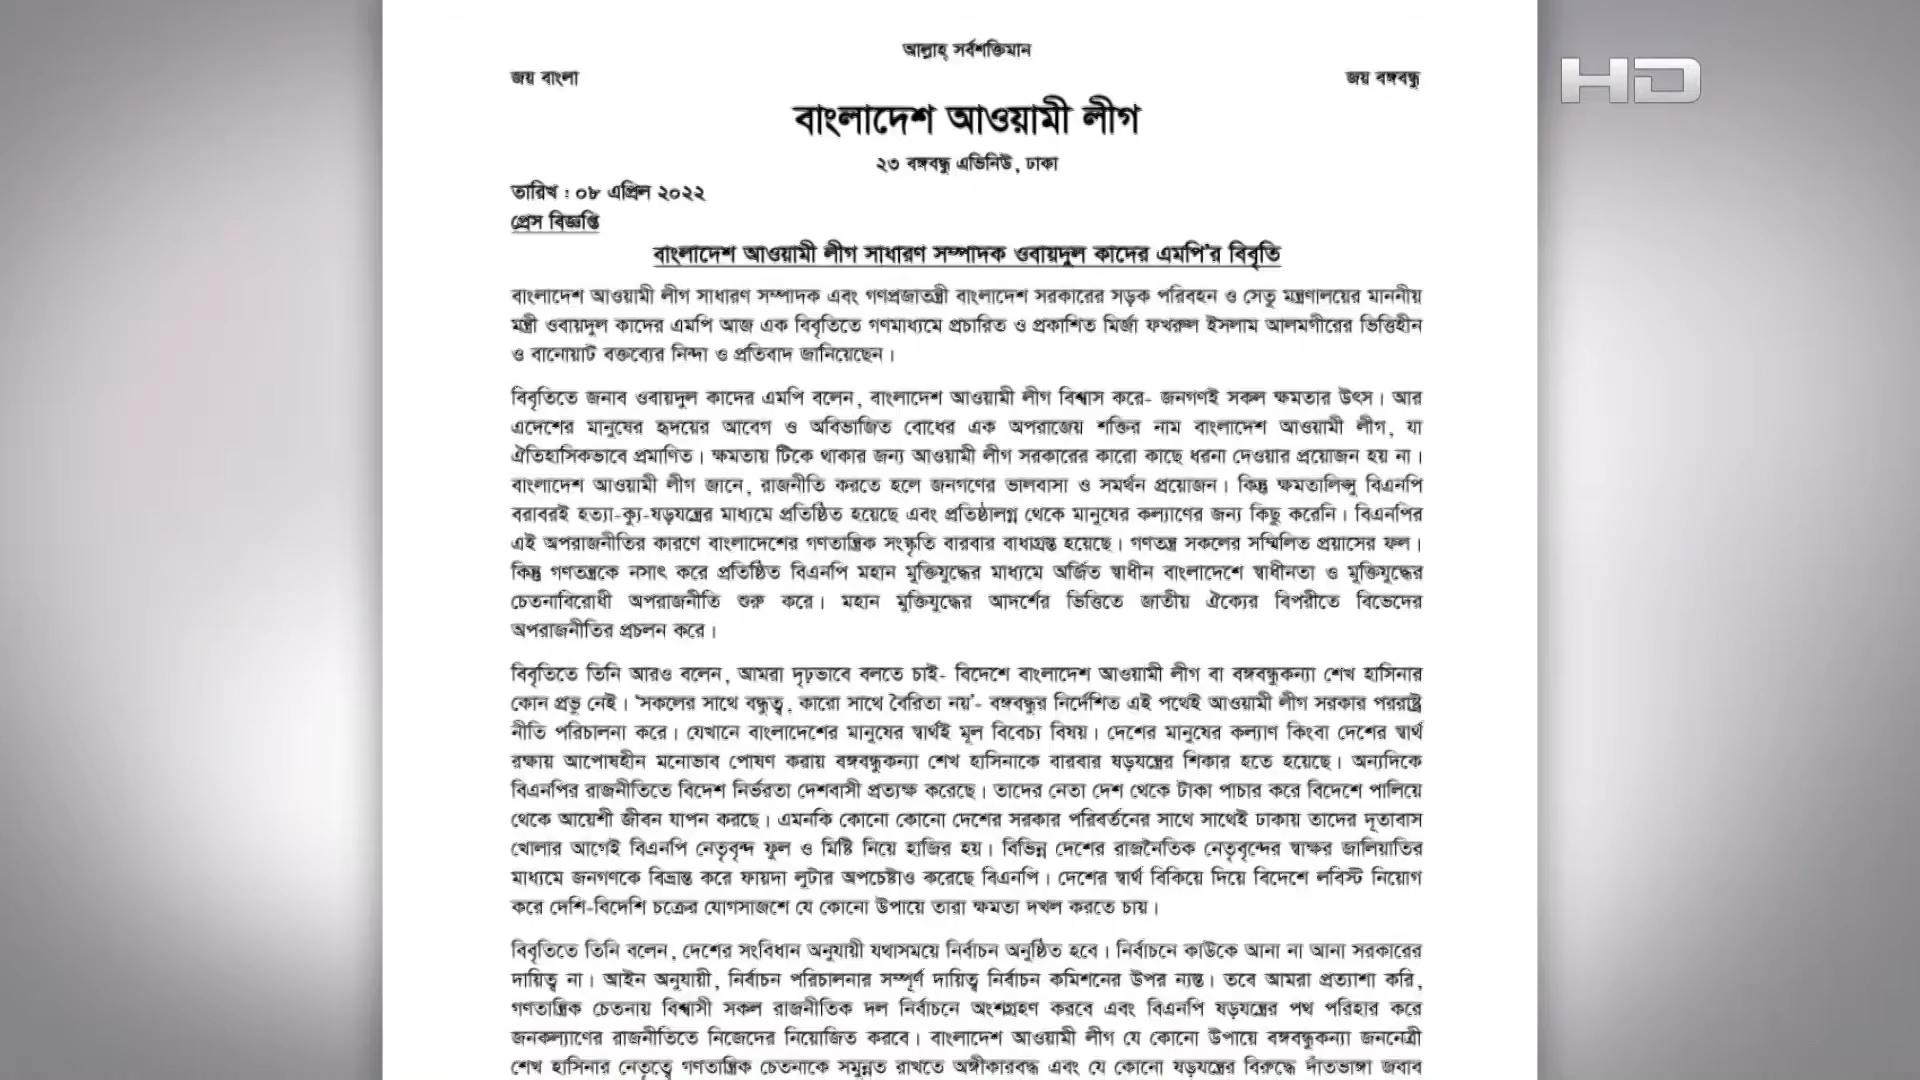 আল্লাহ্ সর্বশক্তিমান
জয় বাংলা
জয় বঙ্গবন্ধু
HD
বাংলাদেশ আওয়ামী লীগ
২৩ বঙ্গবন্ধু এভিনিউ, ঢাকা
তারিখ : ০৮ এপ্রিল ২০২২
প্রেস বিজ্ঞপ্তি
বাংলাদেশ আওয়ামী লীগ সাধারণ সম্পাদক ওবায়দুল কাদের এমপি'র বিবৃতি
বাংলাদেশ আওয়ামী লীগ সাধারণ সম্পাদক এবং গণপ্রজাতন্ত্রী বাংলাদেশ সরকারের সড়ক পরিবহন ও সেতু মন্ত্রণালয়ের মাননীয়
মন্ত্রী ওবায়দুল কাদের এমপি আজ এক বিবৃতিতে গণমাধ্যমে প্রচারিত ও প্রকাশিত মির্জা ফখরুল ইসলাম আলমগীরের ভিত্তিহীন
ও বানোয়াট বক্তব্যের নিন্দা ও প্রতিবাদ জানিয়েছেন।
বিবৃতিতে জনাব ওবায়দুল কাদের এমপি বলেন, বাংলাদেশ আওয়ামী লীগ বিশ্বাস করে- জনগণই সকল ক্ষমতার উৎস। আর
এদেশের মানুষের হৃদয়ের আবেগ ও অবিভাজিত বোধের এক অপরাজেয় শক্তির নাম বাংলাদেশ আওয়ামী লীগ, যা
ঐতিহাসিকভাবে প্রমাণিত। ক্ষমতায় টিকে থাকার জন্য আওয়ামী লীগ সরকারের কারো কাছে ধরনা দেওয়ার প্রয়োজন হয় না।
বাংলাদেশ আওয়ামী লীগ জানে, রাজনীতি করতে হলে জনগণের ভালবাসা ও সমর্থন প্রয়োজন। কিন্তু ক্ষমতালিপ্সু বিএনপি
বরাবরই হত্যা-ক্যু-ষড়যন্ত্রের মাধ্যমে প্রতিষ্ঠিত হয়েছে এবং প্রতিষ্ঠালগ্ন থেকে মানুষের কল্যাণের জন্য কিছু করেনি। বিএনপির
এই অপরাজনীতির কারণে বাংলাদেশের গণতান্ত্রিক সংস্কৃতি বারবার বাধাগ্রস্ত হয়েছে। গণতন্ত্র সকলের সম্মিলিত প্রয়াসের ফল।
কিন্তু গণতন্ত্রকে নসাৎ করে প্রতিষ্ঠিত বিএনপি মহান মুক্তিযুদ্ধের মাধ্যমে অর্জিত স্বাধীন বাংলাদেশে স্বাধীনতা ও মুক্তিযুদ্ধের
চেতনাবিরোধী অপরাজনীতি শুরু করে। মহান মুক্তিযুদ্ধের আদর্শের ভিত্তিতে জাতীয় ঐক্যের বিপরীতে বিভেদের
অপরাজনীতির প্রচলন করে।
বিবৃতিতে তিনি আরও বলেন, আমরা দৃঢ়ভাবে বলতে চাই- বিদেশে বাংলাদেশ আওয়ামী লীগ বা বঙ্গবন্ধুকন্যা শেখ হাসিনার
কোন প্রভু নেই। 'সকলের সাথে বন্ধুত্ব, কারো সাথে বৈরিতা নয়'- বঙ্গবন্ধুর নির্দেশিত এই পথেই আওয়ামী লীগ সরকার পররাষ্ট্র
নীতি পরিচালনা করে। যেখানে বাংলাদেশের মানুষের স্বার্থই মূল বিবেচ্য বিষয়। দেশের মানুষের কল্যাণ কিংবা দেশের স্বার্থ
রক্ষায় আপোষহীন মনোভাব পোষণ করায় বঙ্গবন্ধুকন্যা শেখ হাসিনাকে বারবার ষড়যন্ত্রের শিকার হতে হয়েছে। অন্যদিকে
বিএনপির রাজনীতিতে বিদেশ নির্ভরতা দেশবাসী প্রত্যক্ষ করেছে। তাদের নেতা দেশ থেকে টাকা পাচার করে বিদেশে পালিয়ে
থেকে আয়েশী জীবন যাপন করছে। এমনকি কোনো কোনো দেশের সরকার পরিবর্তনের সাথে সাথেই ঢাকায় তাদের দূতাবাস
খোলার আগেই বিএনপি নেতৃবৃন্দ ফুল ও মিষ্টি নিয়ে হাজির হয়। বিভিন্ন দেশের রাজনৈতিক নেতৃবৃন্দের স্বাক্ষর জালিয়াতির
মাধ্যমে জনগণকে বিভ্রান্ত করে ফায়দা লুটার অপচেষ্টাও করেছে বিএনপি। দেশের স্বার্থ বিকিয়ে দিয়ে বিদেশে লবিস্ট নিয়োগ
করে দেশি-বিদেশি চক্রের যোগসাজশে যে কোনো উপায়ে তারা ক্ষমতা দখল করতে চায়।
বিবৃতিতে তিনি বলেন, দেশের সংবিধান অনুযায়ী যথাসময়ে নির্বাচন অনুষ্ঠিত হবে। নির্বাচনে কাউকে আনা না আনা সরকারের
দায়িত্ব না। আইন অনুযায়ী, নির্বাচন পরিচালনার সম্পূর্ণ দায়িত্ব নির্বাচন কমিশনের উপর ন্যস্ত। তবে আমরা প্রত্যাশা করি,
গণতান্ত্রিক চেতনায় বিশ্বাসী সকল রাজনীতিক দল নির্বাচনে অংশগ্রহণ করবে এবং বিএনপি ষড়যন্ত্রের পথ পরিহার করে
জনকল্যাণের রাজনীতিতে নিজেদের নিয়োজিত করবে। বাংলাদেশ আওয়ামী লীগ যে কোনো উপায়ে বঙ্গবন্ধুকন্যা জননেত্রী
শেখ হাসিনার নেতৃত্বে গণতান্ত্রিক চেতনাকে সমুন্নত রাখতে অঙ্গীকারবদ্ধ এবং যে কোনো ষড়যন্ত্রের বিরুদ্ধে দাঁতভাঙ্গা জবাব